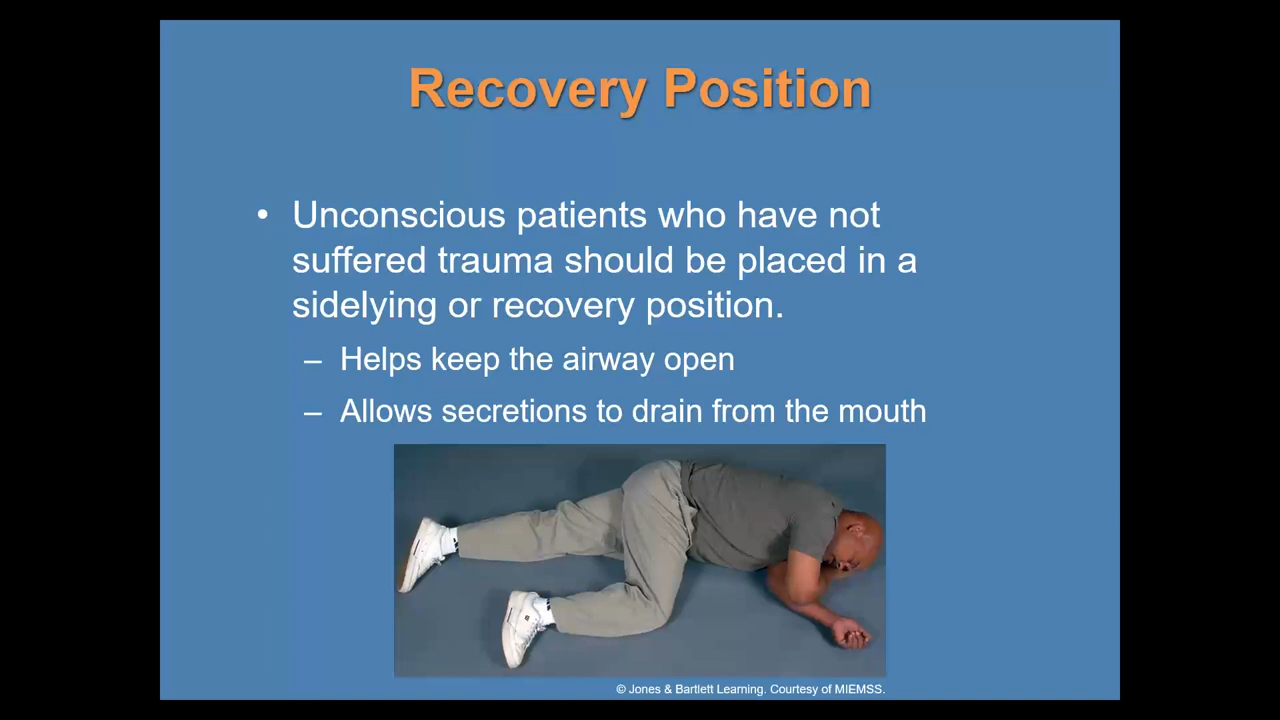 Recovery Position
• Unconscious patients who have not
suffered trauma should be placed in a
sidelying or recovery position.
– Helps keep the airway open
– Allows secretions to drain from the mouth
© Jones & Bartlett Learning. Courtesy of MIEMSS.